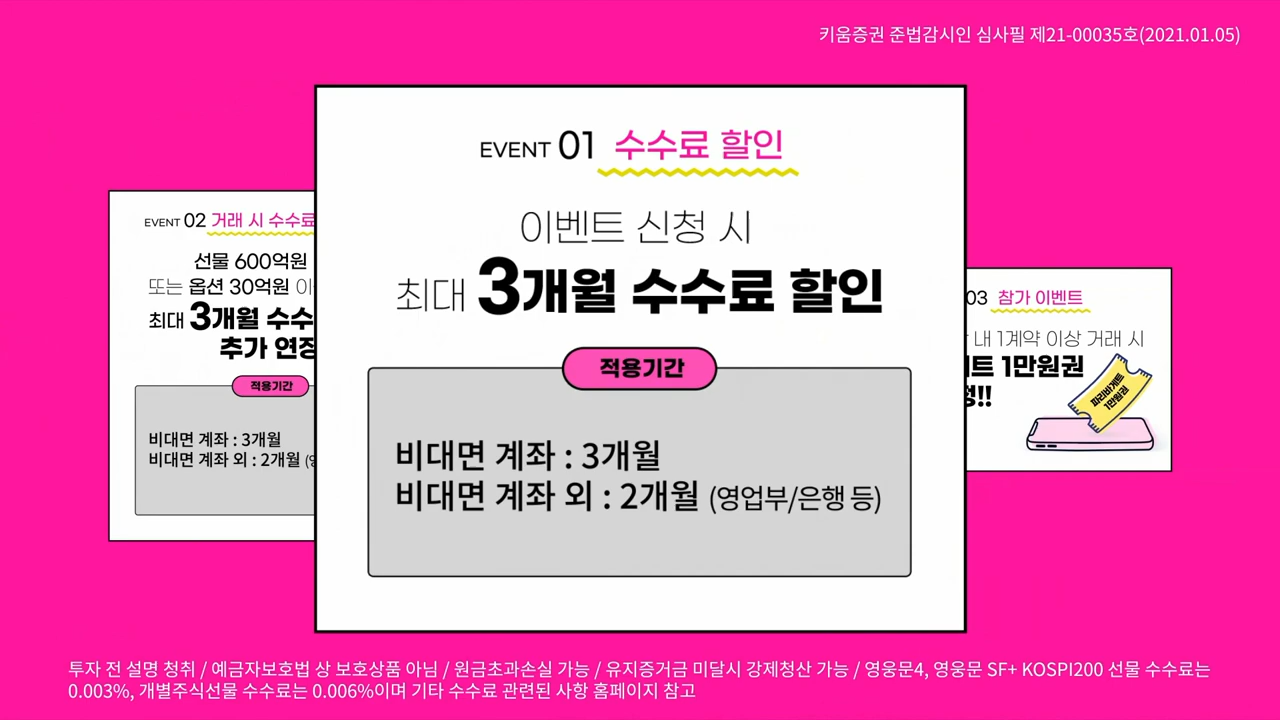 키움증권 준법감시인 심사필 제21-00035호(2021.01.05)
EVENT 01 수수료 할인
이벤트 신청 시
최대 3개월 수수료 할인
적용기간
비대면 계좌 : 3개월
비대면 계좌 외 : 2개월 (영업부/은행 등)
EVENT 02 거래 시 수수료
선물 600억원
또는 옵션 30억원
최대 3개월 수수
추가 연장
적용기간
비대면 계좌 : 3개월
비대면 계좌 외 : 2개월
03 참가 이벤트
내 1계약 이상 거래 시
1만원권
파리바게트
1만원권
투자 전 설명 청취 / 예금자보호법 상 보호상품 아님 / 원금초과손실 가능 / 유지증거금 미달시 강제청산 가능 / 영웅문4, 영웅문 SF+ KOSPI200 선물 수수료는
0.003%, 개별주식선물 수수료는 0.006%이며 기타 수수료 관련된 사항 홈페이지 참고